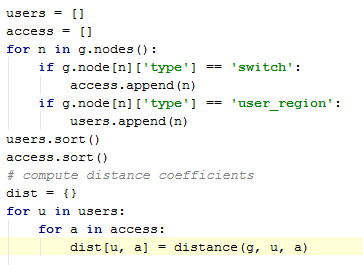 users = []
access = []
for n in g.nodes():
    if g.node[n]['type'] == 'switch':
        access.append(n)
    if g.node[n]['type'] == 'user_region':
        users.append(n)
users.sort()
access.sort()
# compute distance coefficients
dist = {}
for u in users:
    for a in access:
        dist[u, a] = distance(g, u, a)